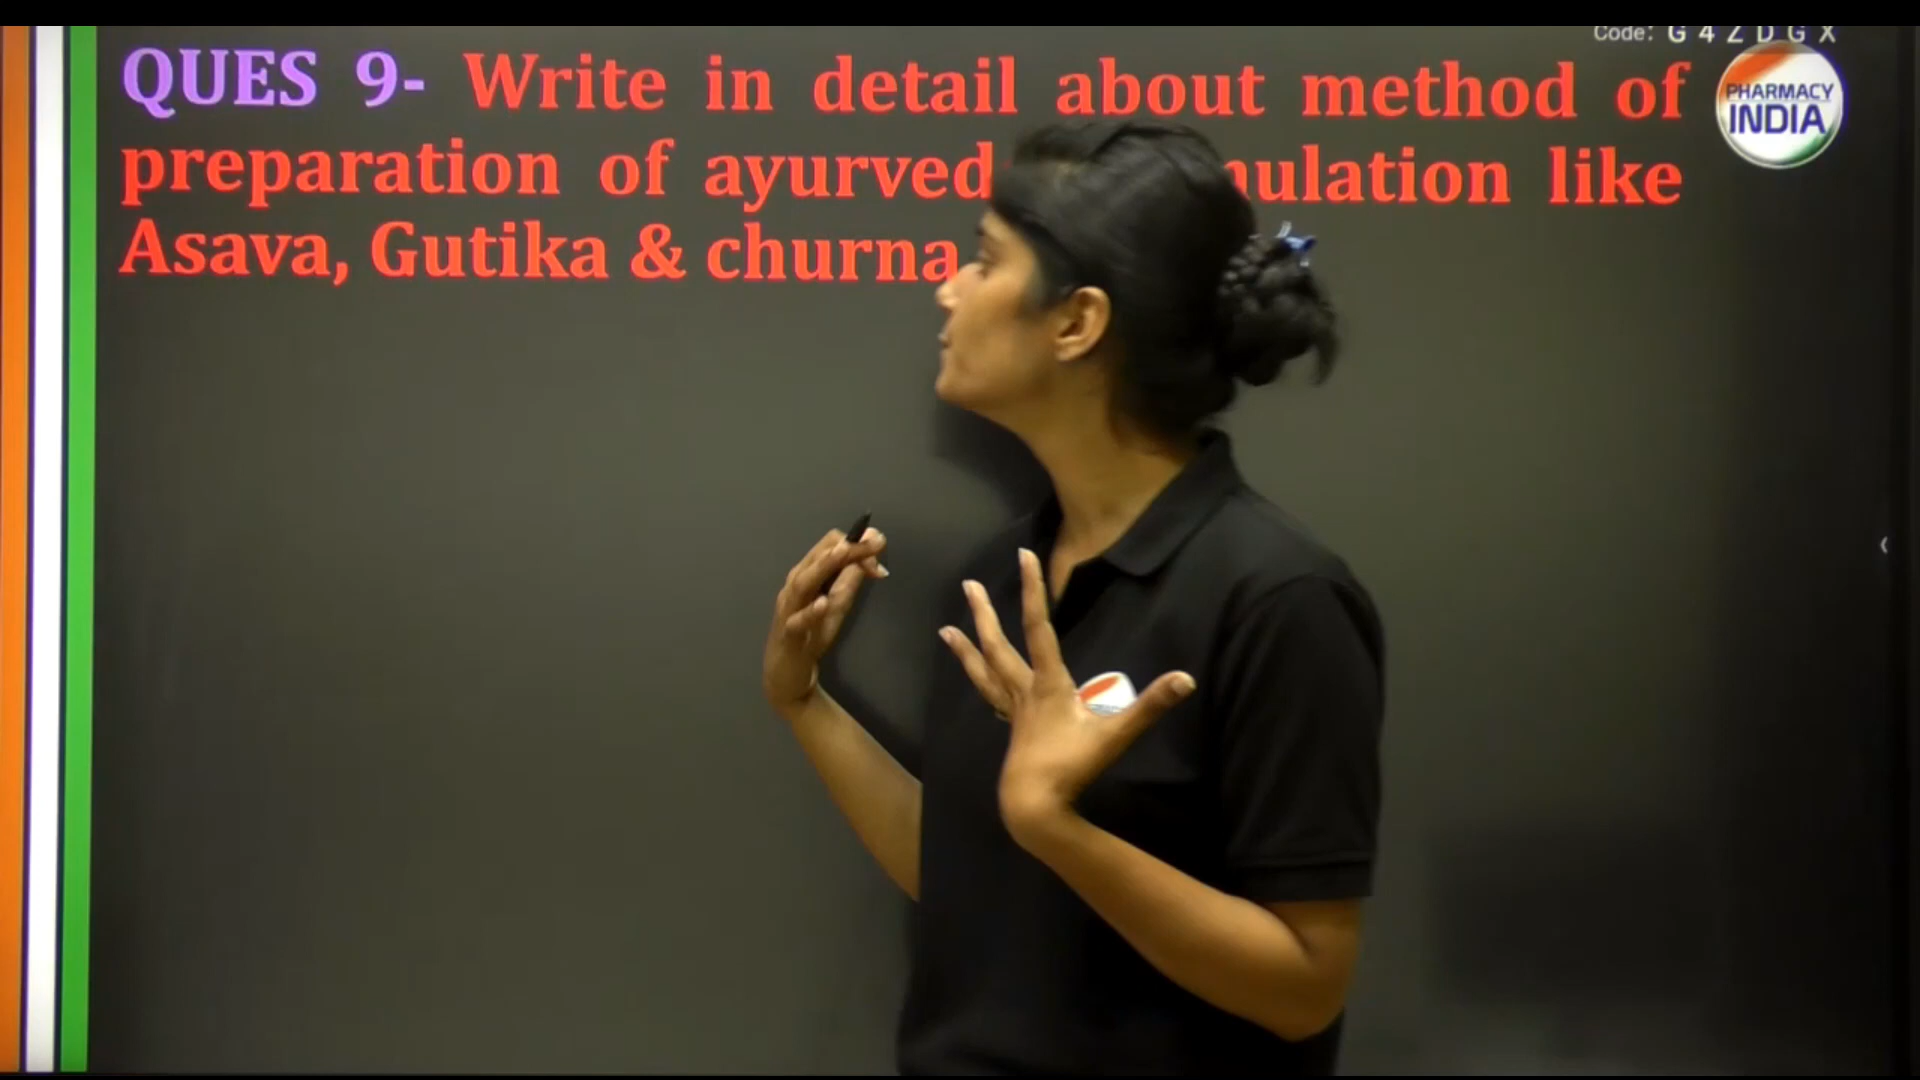 Code: G 4 Z D G X
QUES 9- Write in detail about method of
preparation of ayurved ulation like
Asava, Gutika & churna
PHARMACY
INDIA